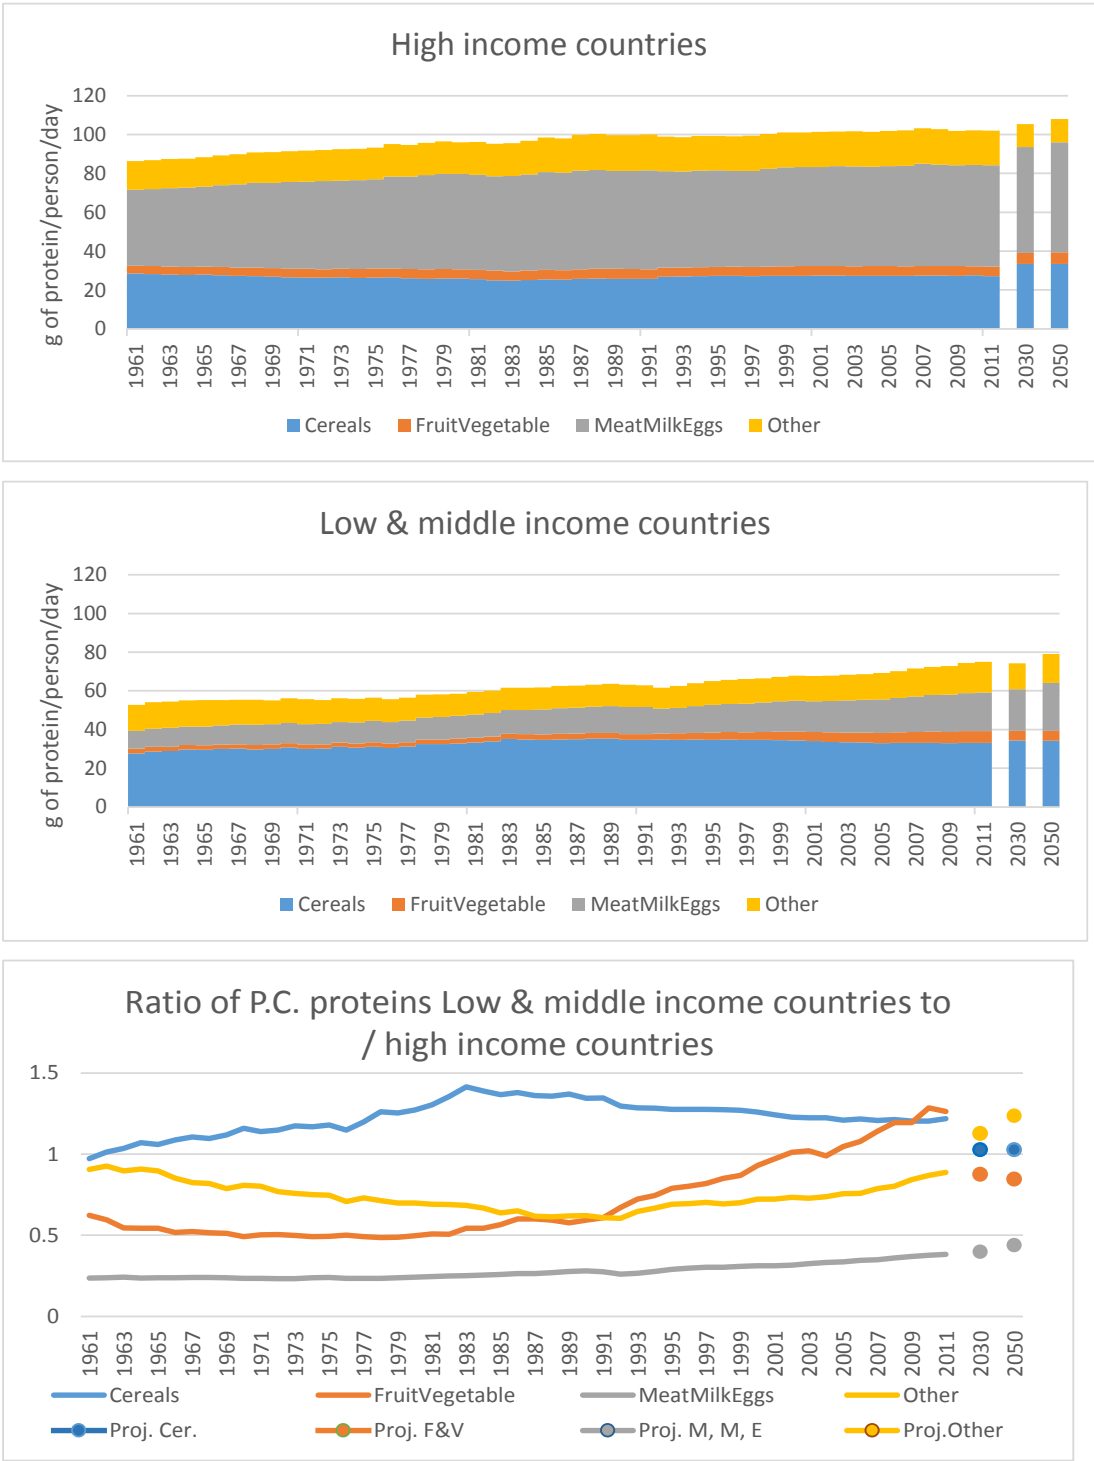 High income countries
g of protein/person/day
120
100
80
60
40
20
0
1961 1963 1965 1967 1969 1971 1973 1975 1977 1979 1981 1983 1985 1987 1989 1991 1993 1995 1997 1999 2001 2003 2005 2007 2009 2011 2030 2050
Cereals FruitVegetable MeatMilkEggs Other
Low & middle income countries
g of protein/person/day
120
100
80
60
40
20
0
1961 1963 1965 1967 1969 1971 1973 1975 1977 1979 1981 1983 1985 1987 1989 1991 1993 1995 1997 1999 2001 2003 2005 2007 2009 2011 2030 2050
Cereals FruitVegetable MeatMilkEggs Other
Ratio of P.C. proteins Low & middle income countries to
/ high income countries
1.5
1
0.5
0
1961 1963 1965 1967 1969 1971 1973 1975 1977 1979 1981 1983 1985 1987 1989 1991 1993 1995 1997 1999 2001 2003 2005 2007 2009 2011 2030 2050
Cereals FruitVegetable MeatMilkEggs Other
Proj. Cer. Proj. F&V Proj. M, M, E Proj.Other